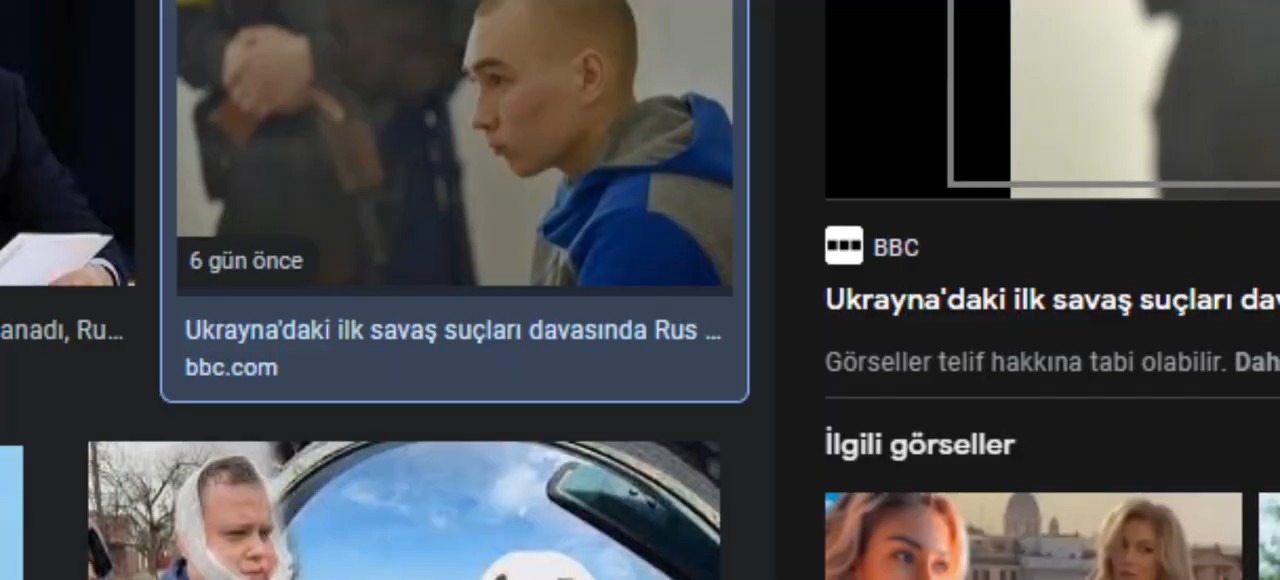 6 gün önce
anadı, Ru...
Ukrayna'daki ilk savaş suçları davasında Rus ...
bbc.com
BBC
Ukrayna'daki ilk savaş suçları dav
Görseller telif hakkına tabi olabilir. Dah
İlgili görseller